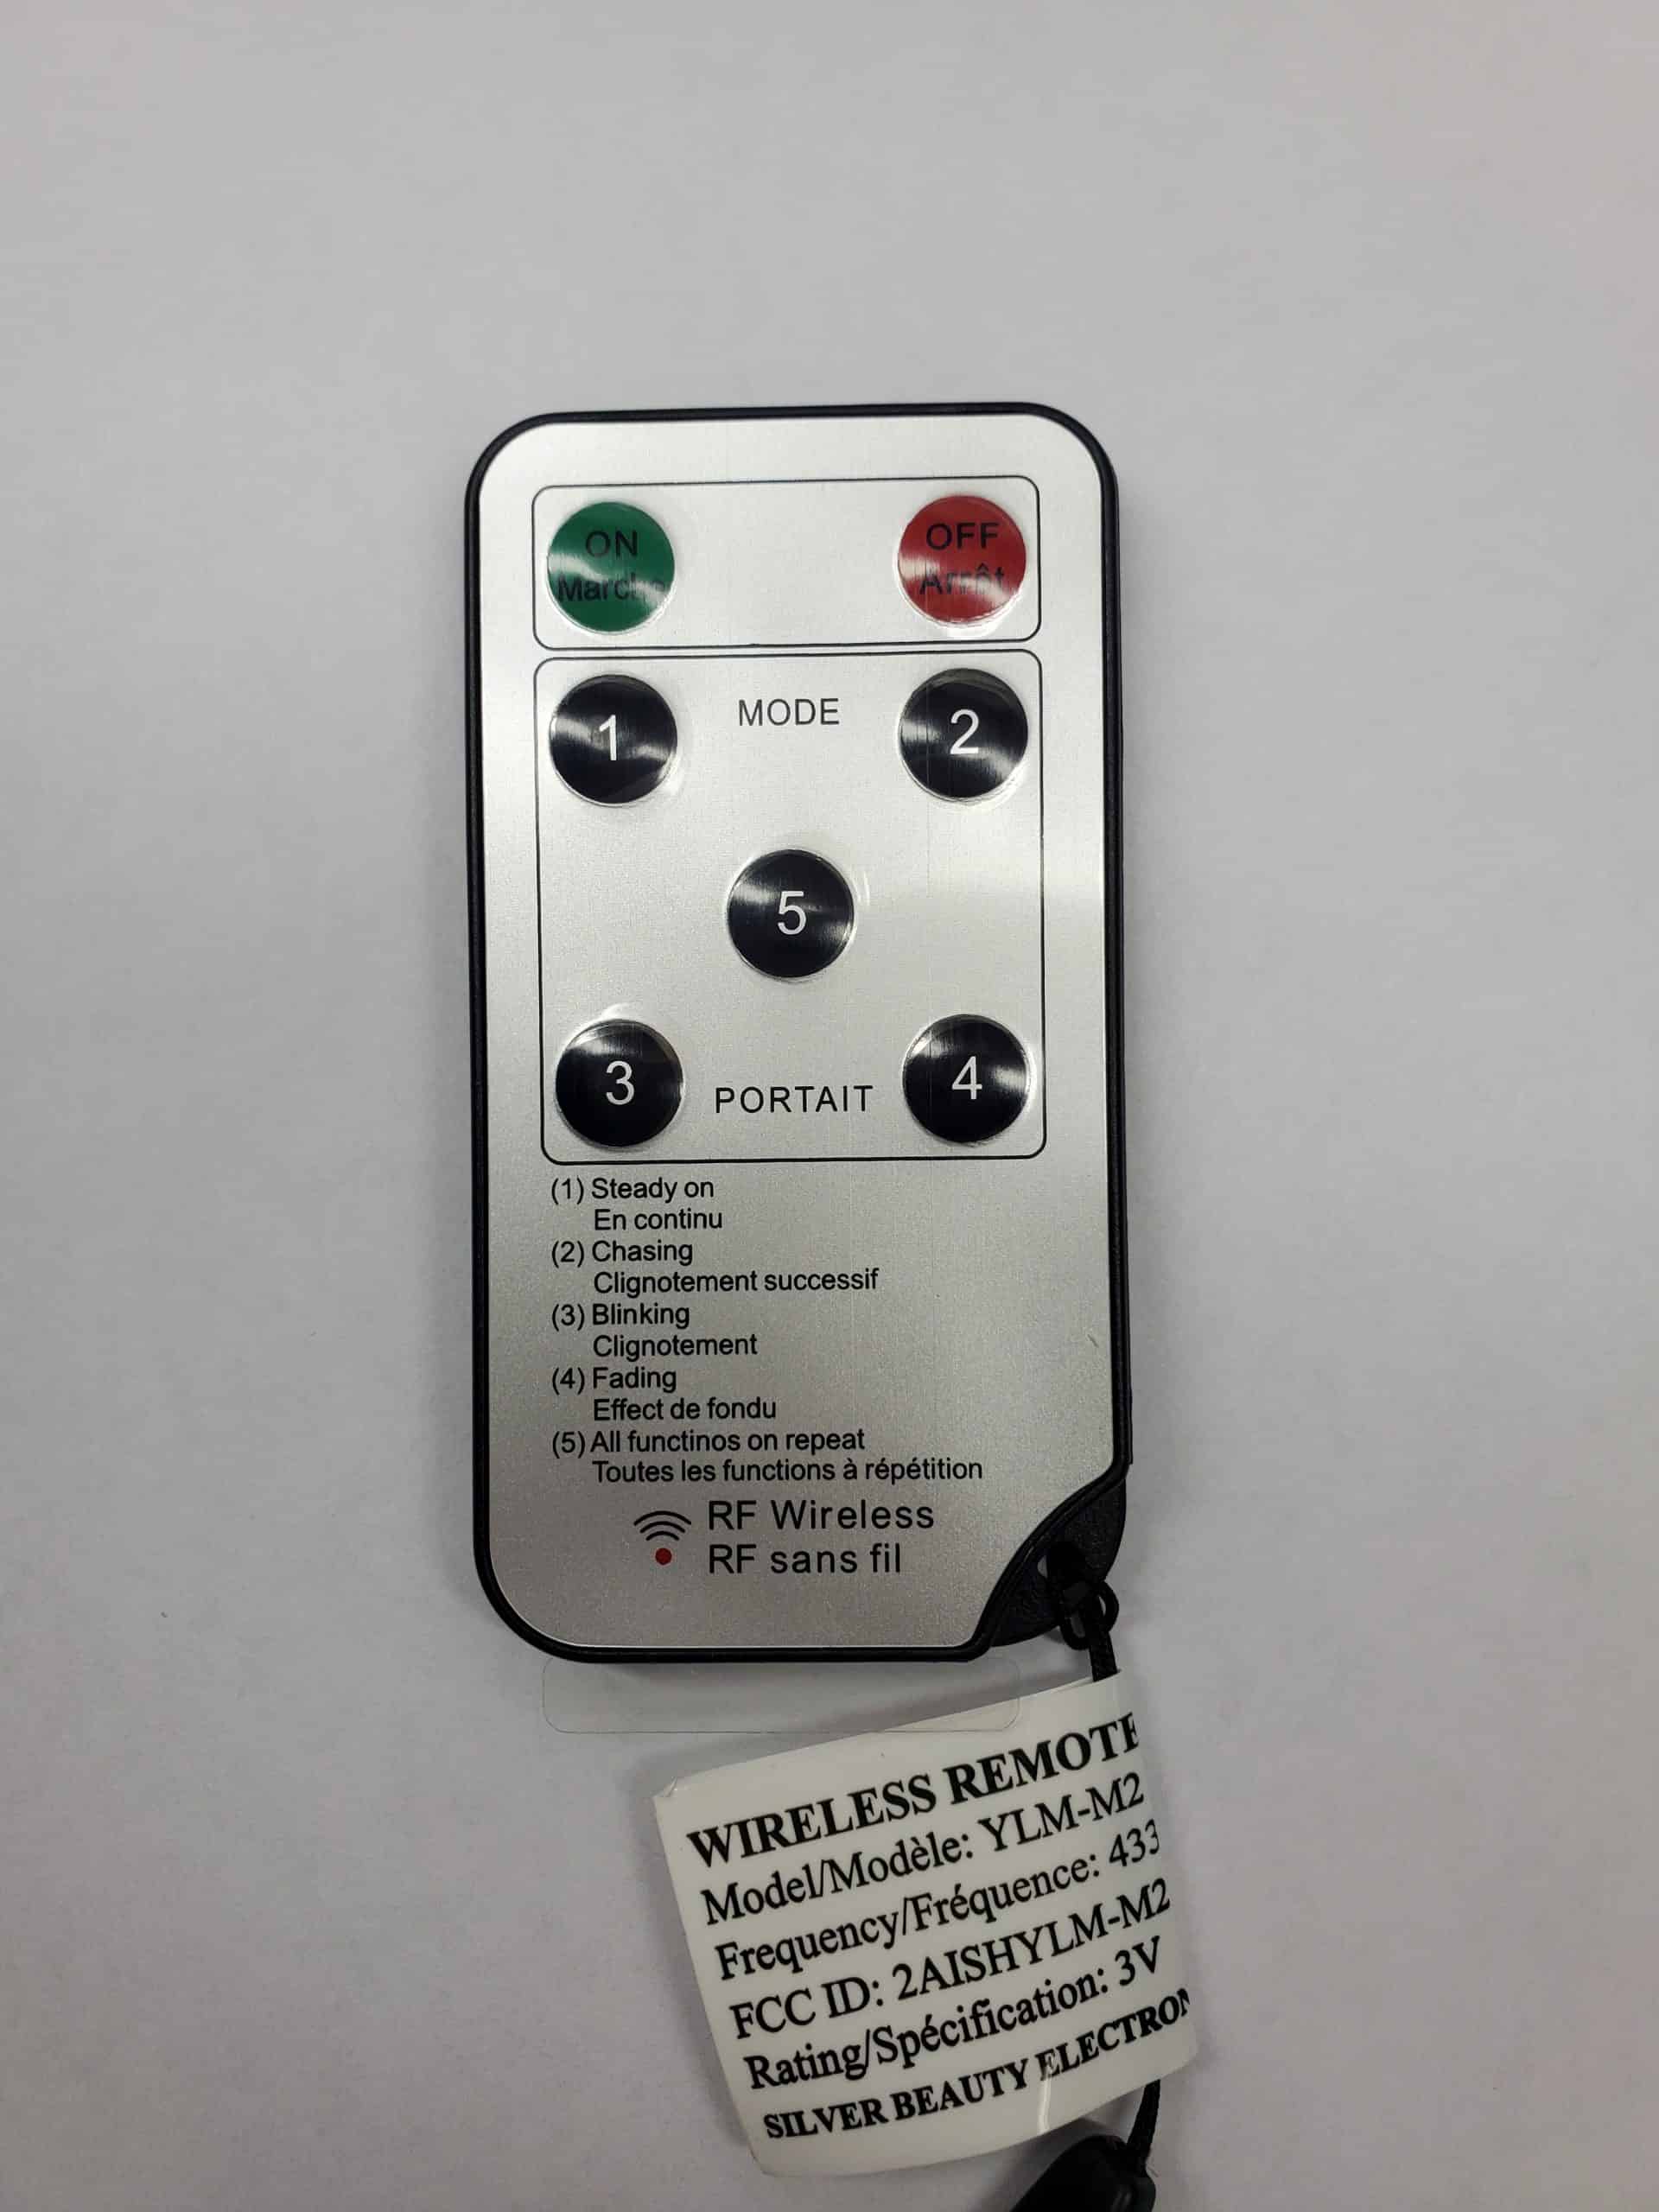 ON
Marche
OFF
Arrêt
1
MODE
2
5
3
PORTAIT
4
(1) Steady on
En continu
(2) Chasing
Clignotement successif
(3) Blinking
Clignotement
(4) Fading
Effect de fondu
(5) All functinos on repeat
Toutes les functions à répétition
RF Wireless
RF sans fil
WIRELESS REMOTE
Model/Modèle: YLM-M2
Frequency/Fréquence: 433
FCC ID: 2AISHYLM-M2
Rating/Spécification: 3V
SILVER BEAUTY ELECTRON